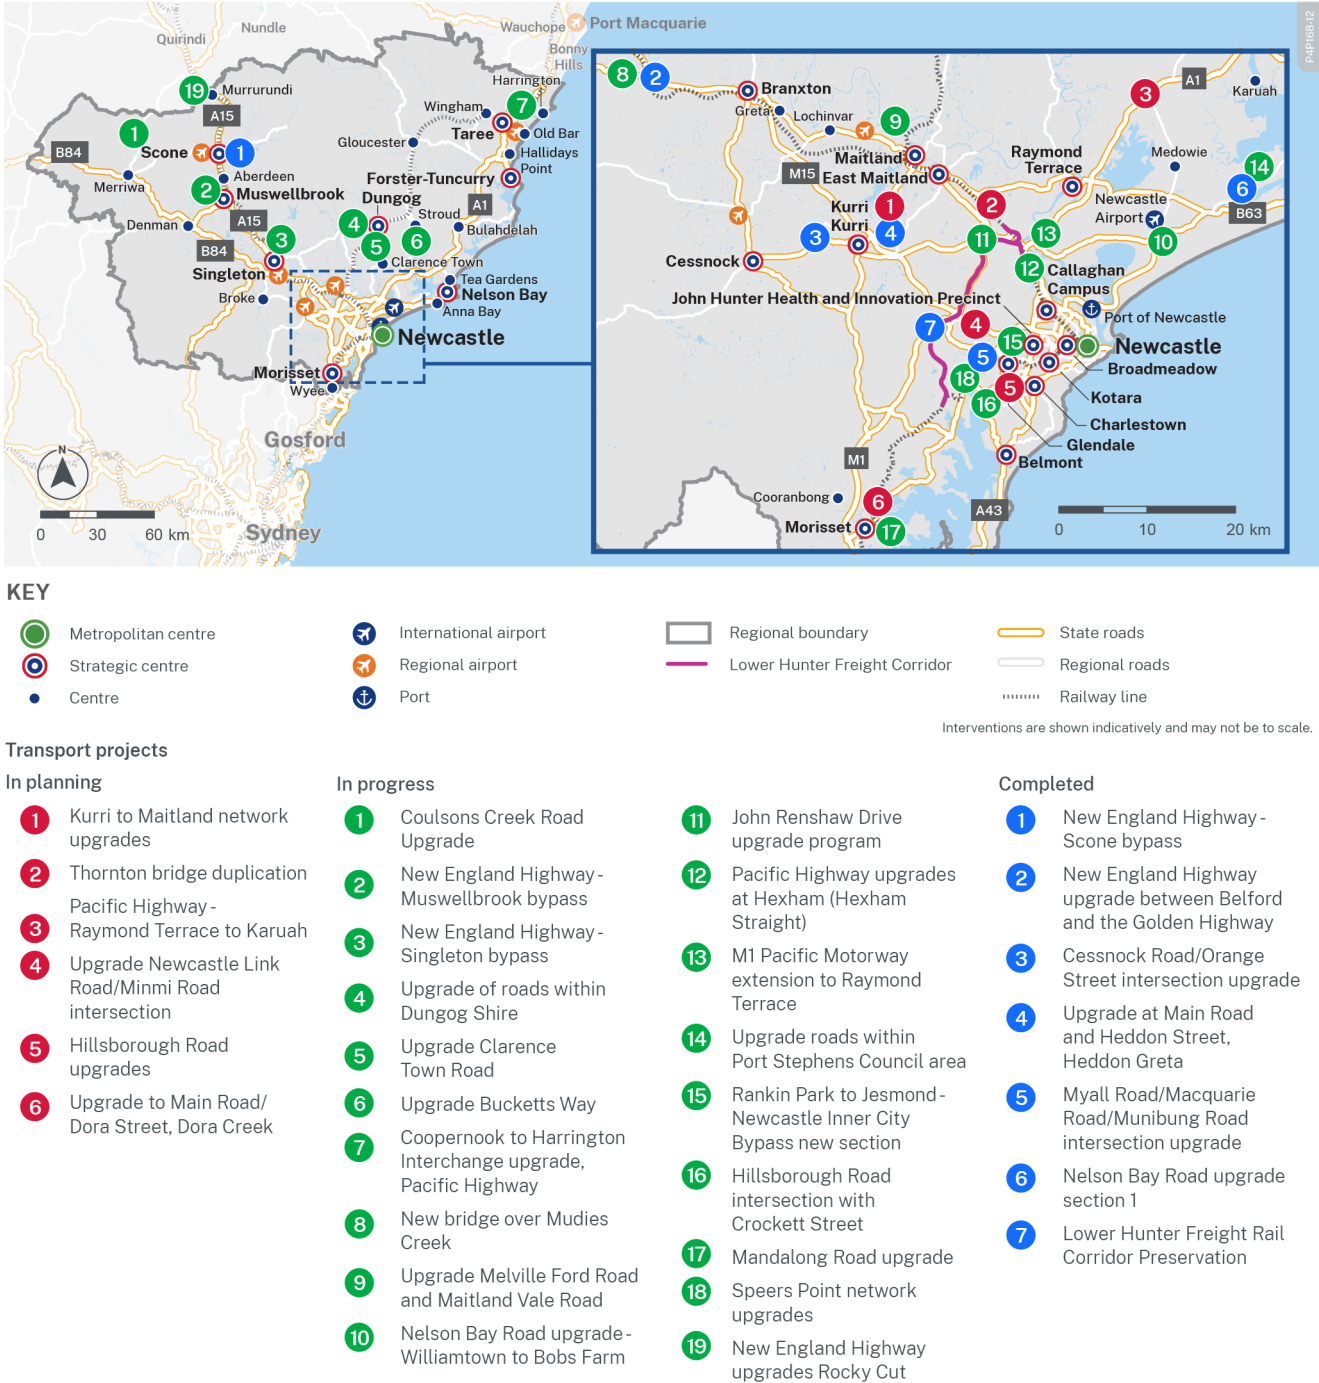 Nundle
Quirindi
Wauchope
Port Macquarie
Bonny
Hills
P4P168-12
19
Murrurundi
A15
1
Scone
1
B84
Merriwa
Aberdeen
2
Muswellbrook
Denman
A15
B84
3
Singleton
Broke
Harrington
Wingham
7
Taree
Old Bar
Gloucester
Hallidays
Point
Forster-Tuncurry
Dungog
A1
4
Stroud
5
6
Bulahdelah
Clarence Town
Tea Gardens
Nelson Bay
Anna Bay
Newcastle
Morisset
Wyee
Gosford
Sydney
N
0
30
60 km
8
2
Branxton
Greta
Lochinvar
9
A1
3
Karuah
Maitland
M15
East Maitland
Raymond
Terrace
Medowie
14
6
Kurri
Kurri
1
2
Newcastle
Airport
B63
3
4
11
13
10
Cessnock
12
Callaghan
Campus
John Hunter Health and Innovation Precinct
7
4
Port of Newcastle
15
Newcastle
5
Broadmeadow
18
5
16
Kotara
Charlestown
Glendale
M1
Belmont
Cooranbong
6
A43
Morisset
17
0
10
20 km
KEY
Metropolitan centre
Strategic centre
Centre
International airport
Regional airport
Port
Regional boundary
Lower Hunter Freight Corridor
State roads
Regional roads
Railway line
Interventions are shown indicatively and may not be to scale.
Transport projects
In planning
1 Kurri to Maitland network
upgrades
2 Thornton bridge duplication
Pacific Highway -
3 Raymond Terrace to Karuah
4 Upgrade Newcastle Link
Road/Minmi Road
intersection
5 Hillsborough Road
upgrades
6 Upgrade to Main Road/
Dora Street, Dora Creek
In progress
1 Coulsons Creek Road
Upgrade
2 New England Highway -
Muswellbrook bypass
3 New England Highway -
Singleton bypass
4 Upgrade of roads within
Dungog Shire
5 Upgrade Clarence
Town Road
6 Upgrade Bucketts Way
7 Coopernook to Harrington
Interchange upgrade,
Pacific Highway
8 New bridge over Mudies
Creek
9 Upgrade Melville Ford Road
and Maitland Vale Road
10 Nelson Bay Road upgrade -
Williamtown to Bobs Farm
11 John Renshaw Drive
upgrade program
12 Pacific Highway upgrades
at Hexham (Hexham
Straight)
13 M1 Pacific Motorway
extension to Raymond
Terrace
14 Upgrade roads within
Port Stephens Council area
15 Rankin Park to Jesmond -
Newcastle Inner City
Bypass new section
16 Hillsborough Road
intersection with
Crockett Street
17 Mandalong Road upgrade
18 Speers Point network
upgrades
19 New England Highway
upgrades Rocky Cut
Completed
1 New England Highway -
Scone bypass
2 New England Highway
upgrade between Belford
and the Golden Highway
3 Cessnock Road/Orange
Street intersection upgrade
4 Upgrade at Main Road
and Heddon Street,
Heddon Greta
5 Myall Road/Macquarie
Road/Munibung Road
intersection upgrade
6 Nelson Bay Road upgrade
section 1
7 Lower Hunter Freight Rail
Corridor Preservation